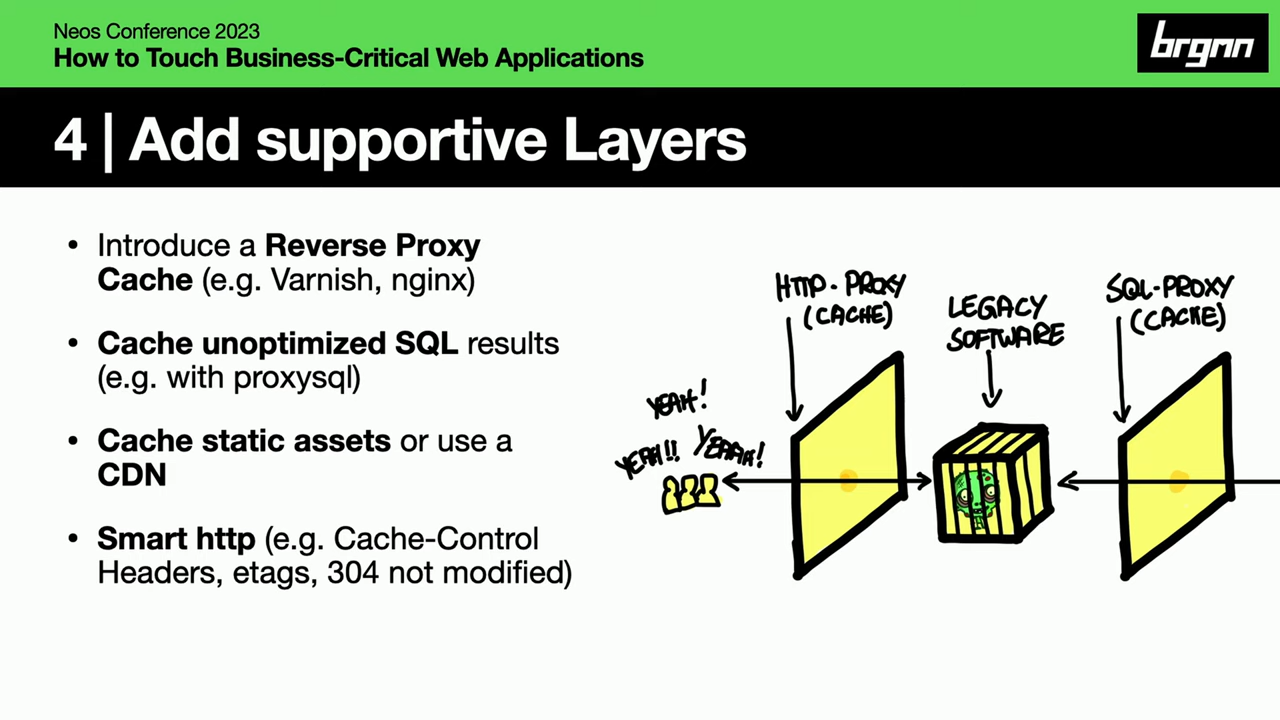 Neos Conference 2023
How to Touch Business-Critical Web Applications
brgnn
4 | Add supportive Layers
• Introduce a Reverse Proxy
Cache (e.g. Varnish, nginx)
• Cache unoptimized SQL results
(e.g. with proxysql)
• Cache static assets or use a
CDN
• Smart http (e.g. Cache-Control
Headers, etags, 304 not modified)
HTTP-PROXY
(CACHE)
LEGACY
SOFTWARE
SQL-PROXY
(CACHE)
YEAH!
YEAH!! YEAAH!